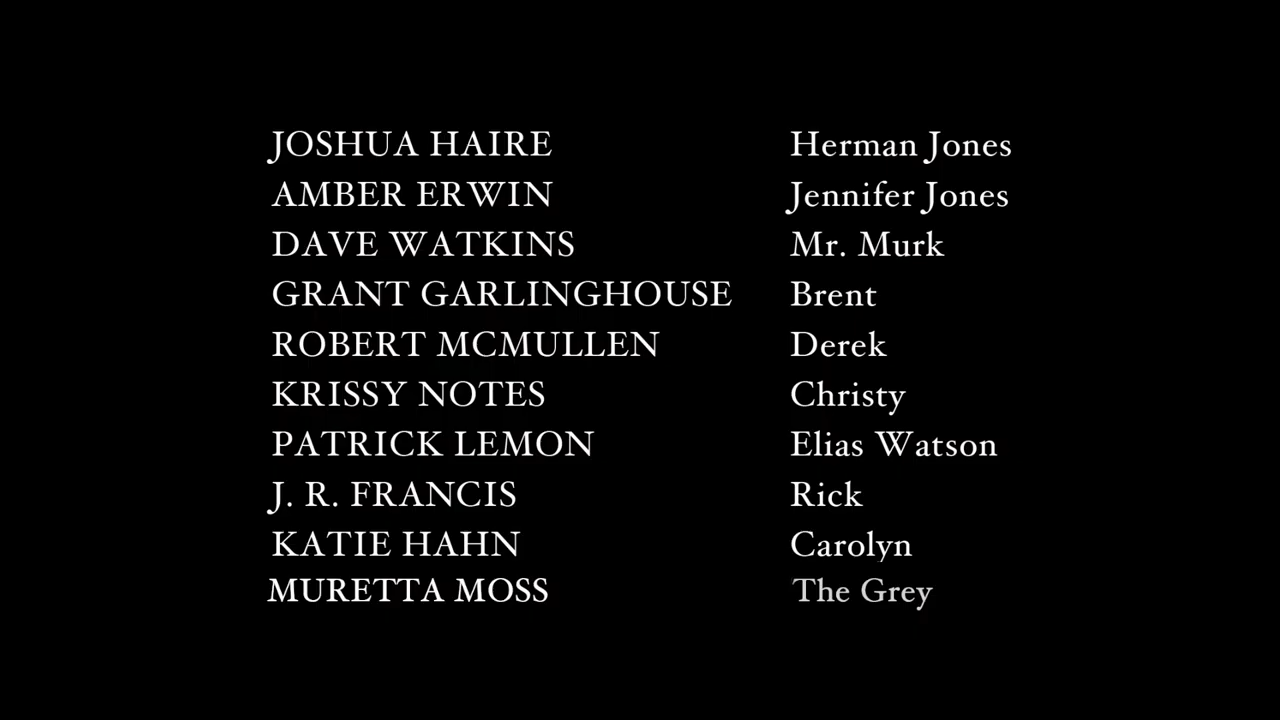 JOSHUA HAIRE Herman Jones
AMBER ERWIN Jennifer Jones
DAVE WATKINS Mr. Murk
GRANT GARLINGHOUSE Brent
ROBERT MCMULLEN Derek
KRISSY NOTES Christy
PATRICK LEMON Elias Watson
J. R. FRANCIS Rick
KATIE HAHN Carolyn
MURETTA MOSS The Grey